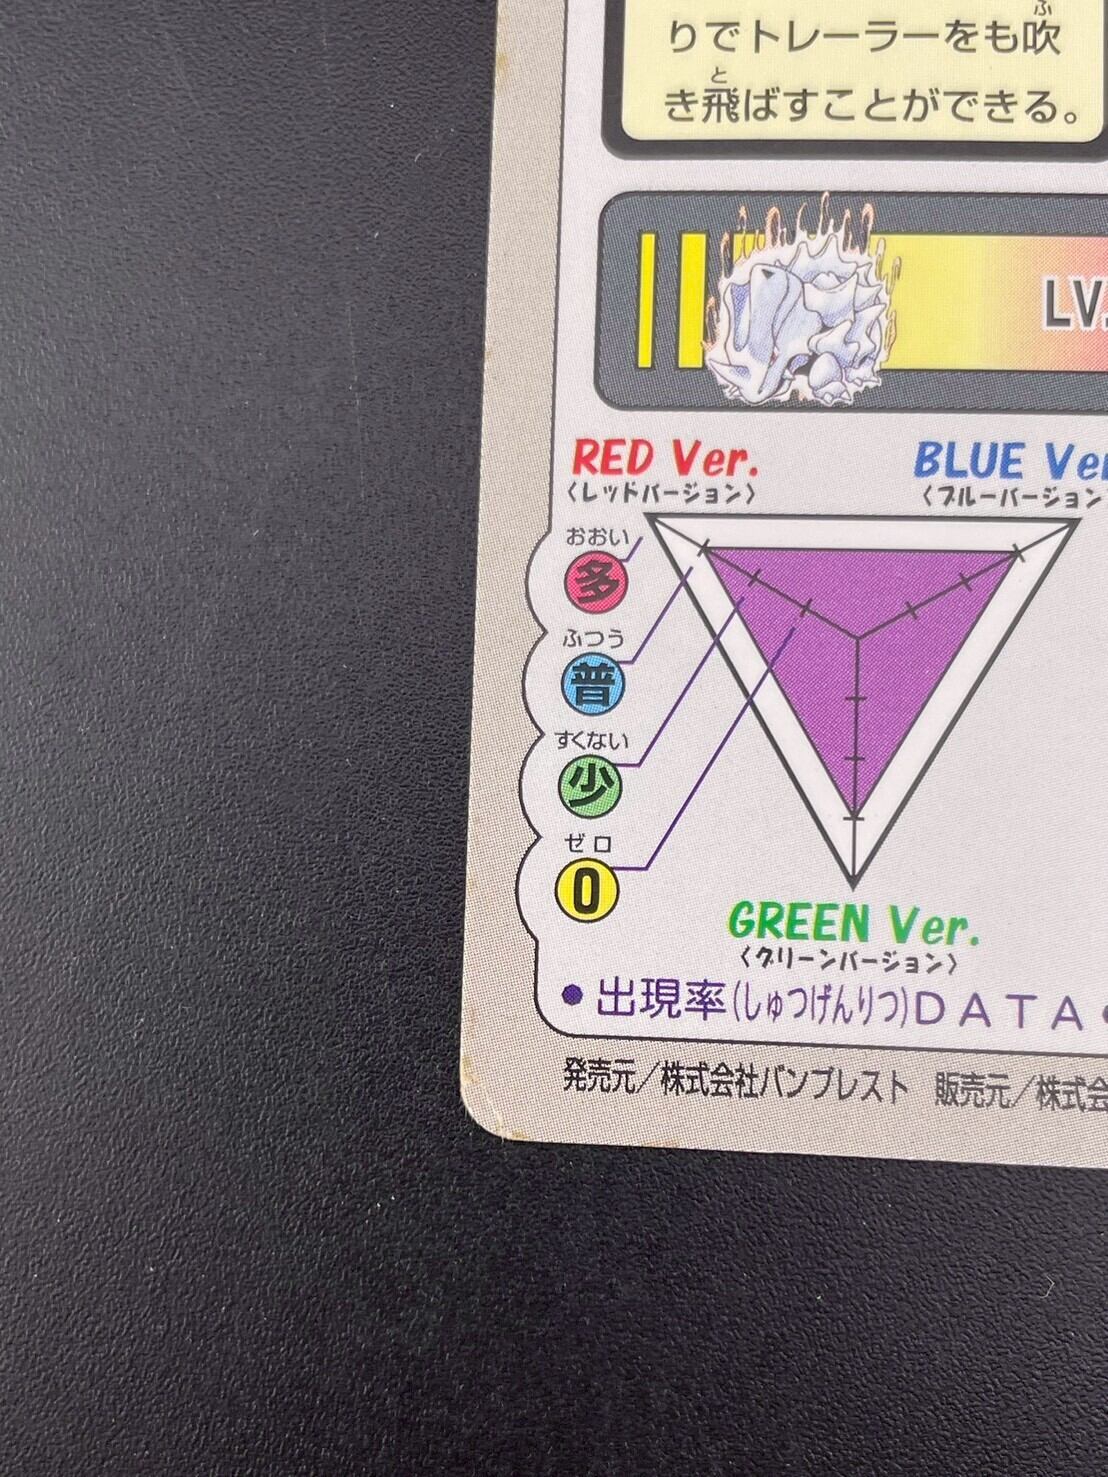 りでトレーラーをも吹
ふ
き飛ばすことができる。
と
LV.
RED Ver.
〈レッドバージョン〉
BLUE Ver
〈ブルーバージョン
おおい
多
ふつう
普
すくない
少
ゼロ
0
GREEN Ver.
〈グリーンバージョン〉
●出現率(しゅつげんりつ)DATA●
発売元／株式会社バンプレスト 販売元／株式会